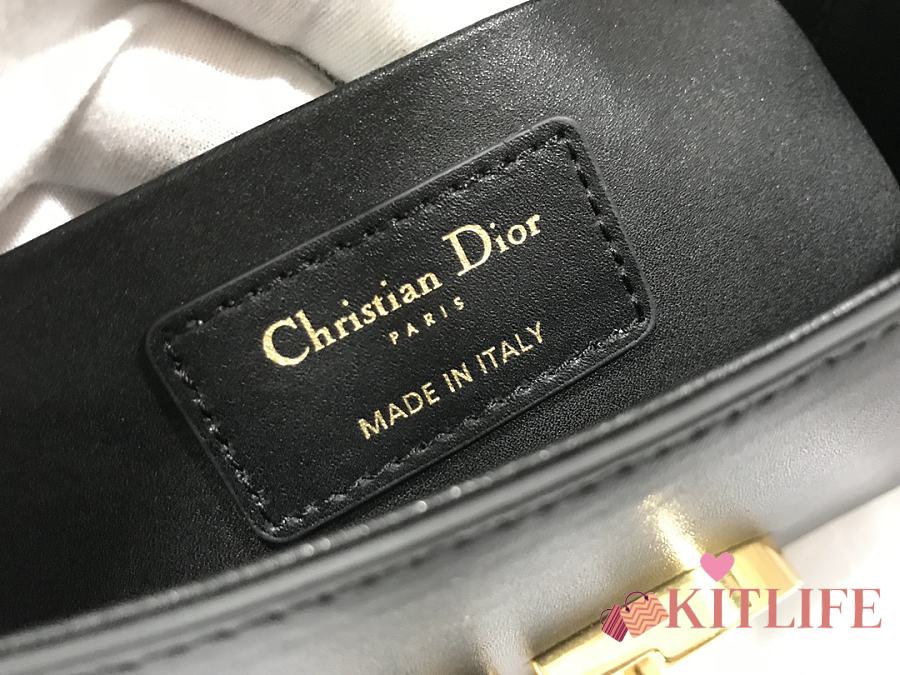 Christian Dior
PARIS
MADE IN ITALY
KITLIFE